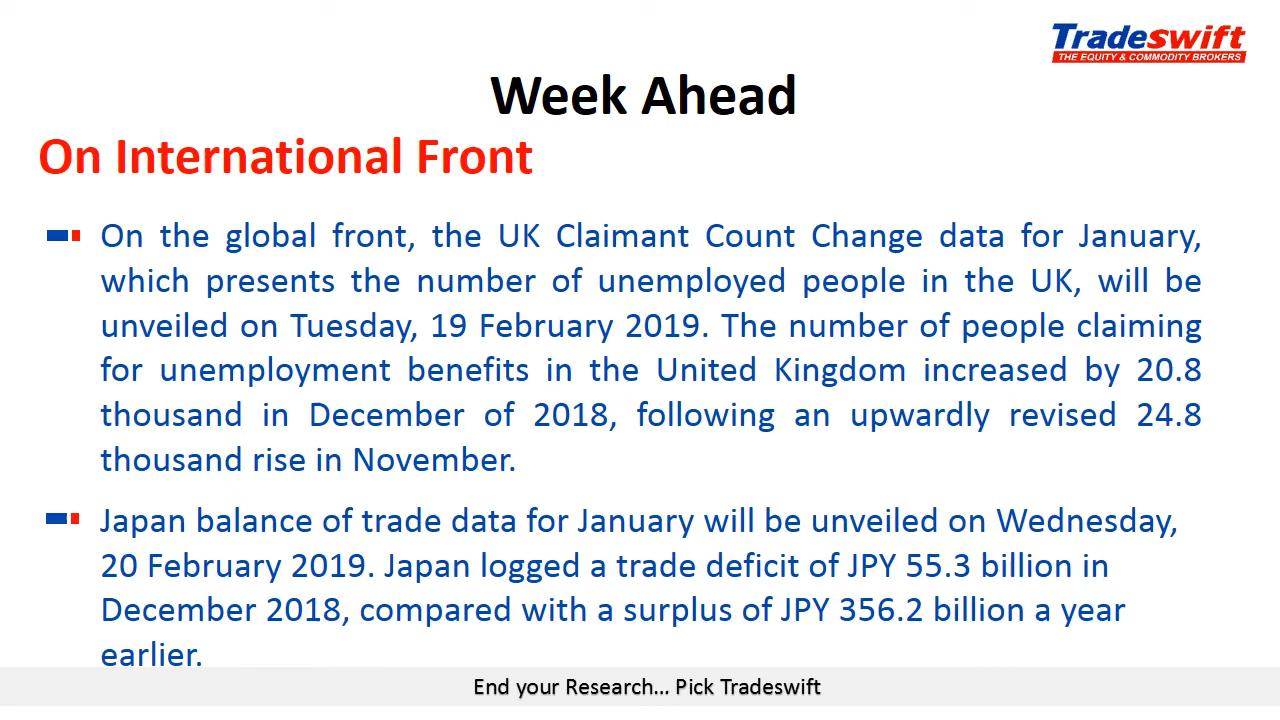 Tradeswift
THE EQUITY & COMMODITY BROKERS
Week Ahead
On International Front
On the global front, the UK Claimant Count Change data for January,
which presents the number of unemployed people in the UK, will be
unveiled on Tuesday, 19 February 2019. The number of people claiming
for unemployment benefits in the United Kingdom increased by 20.8
thousand in December of 2018, following an upwardly revised 24.8
thousand rise in November.
Japan balance of trade data for January will be unveiled on Wednesday,
20 February 2019. Japan logged a trade deficit of JPY 55.3 billion in
December 2018, compared with a surplus of JPY 356.2 billion a year
earlier.
End your Research... Pick Tradeswift